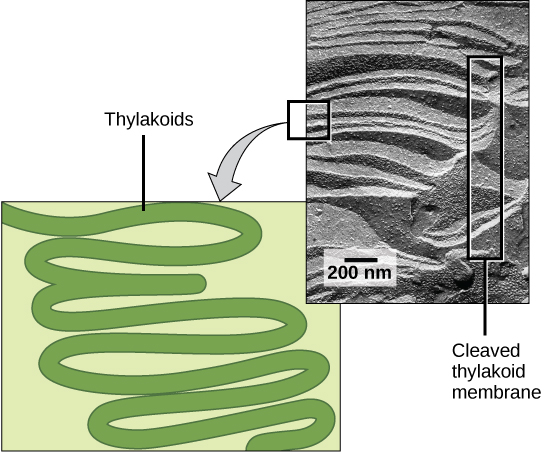 Thylakoids
200 nm
Cleaved
thylakoid
membrane